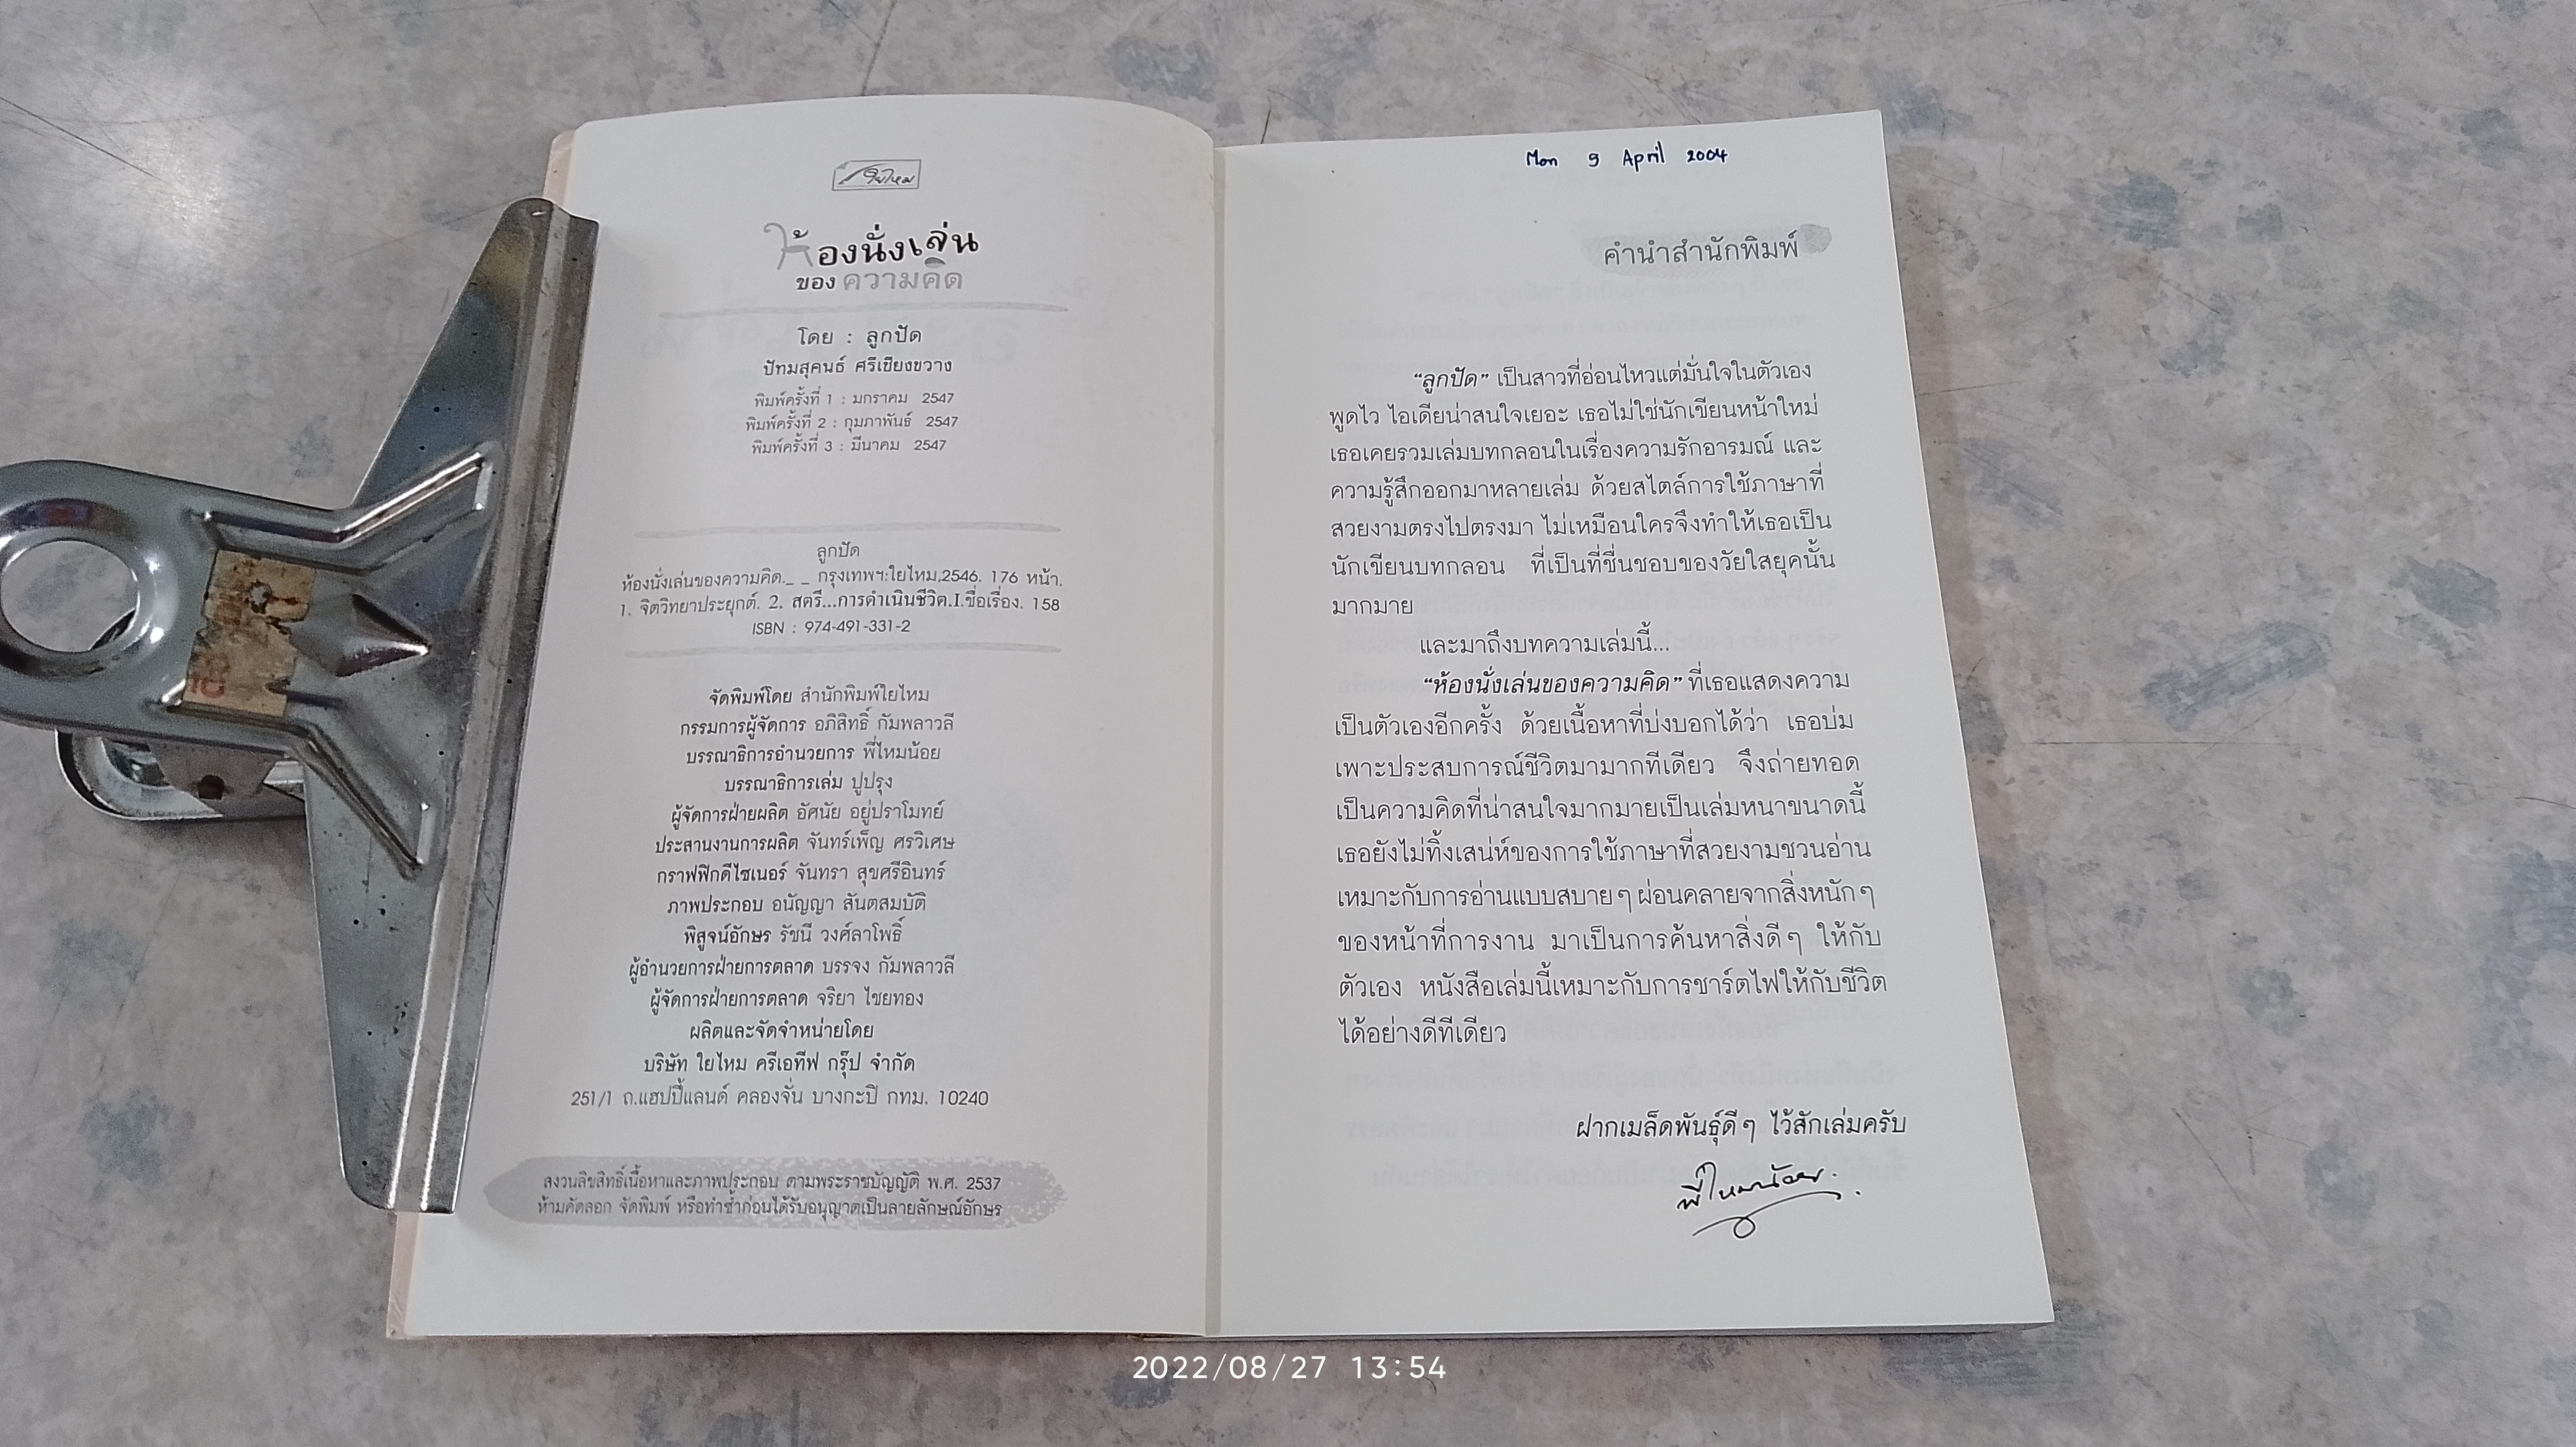 ใยไหม
ห้องนั่งเล่น
ของ ความคิด
โดย : ลูกปัด
ปัทมสุคนธ์ ศรีเชียงขวาง
พิมพ์ครั้งที่ 1 : มกราคม 2547
พิมพ์ครั้งที่ 2 : กุมภาพันธ์ 2547
พิมพ์ครั้งที่ 3 : มีนาคม 2547
ลูกปัด
ห้องนั่งเล่นของความคิด._ _ กรุงเทพฯ:ใยไหม,2546. 176 หน้า.
1. จิตวิทยาประยุกต์. 2. สตรี...การดำเนินชีวิต.I.ชื่อเรื่อง. 158
ISBN : 974-491-331-2
จัดพิมพ์โดย สำนักพิมพ์ใยไหม
กรรมการผู้จัดการ อภิสิทธิ์ กัมพลาวลี
บรรณาธิการอำนวยการ พี่ไหมน้อย
บรรณาธิการเล่ม ปูปรุง
ผู้จัดการฝ่ายผลิต อัศนัย อยู่ปราโมทย์
ประสานงานการผลิต จันทร์เพ็ญ ศรวิเศษ
กราฟฟิกดีไซเนอร์ จันทรา สุขศรีอินทร์
ภาพประกอบ อนัญญา สันตสมบัติ
พิสูจน์อักษร รัชนี วงศ์ลาโพธิ์
ผู้อำนวยการฝ่ายการตลาด บรรจง กัมพลาวลี
ผู้จัดการฝ่ายการตลาด จริยา ไชยทอง
ผลิตและจัดจำหน่ายโดย
บริษัท ใยไหม ครีเอทีฟ กรุ๊ป จำกัด
251/1 ถ.แฮปปี้แลนด์ คลองจั่น บางกะปิ กทม. 10240
สงวนลิขสิทธิ์เนื้อหาและภาพประกอบ ตามพระราชบัญญัติ พ.ศ. 2537
ห้ามคัดลอก จัดพิมพ์ หรือทำซ้ำก่อนได้รับอนุญาตเป็นลายลักษณ์อักษร
Mon 9 April 2004
คำนำสำนักพิมพ์
"ลูกปัด" เป็นสาวที่อ่อนไหวแต่มั่นใจในตัวเอง
พูดไว ไอเดียน่าสนใจเยอะ เธอไม่ใช่นักเขียนหน้าใหม่
เธอเคยรวมเล่มบทกลอนในเรื่องความรักอารมณ์ และ
ความรู้สึกออกมาหลายเล่ม ด้วยสไตล์การใช้ภาษาที่
สวยงามตรงไปตรงมา ไม่เหมือนใครจึงทำให้เธอเป็น
นักเขียนบทกลอน ที่เป็นที่ชื่นชอบของวัยใสยุคนั้น
มากมาย
และมาถึงบทความเล่มนี้...
"ห้องนั่งเล่นของความคิด" ที่เธอแสดงความ
เป็นตัวเองอีกครั้ง ด้วยเนื้อหาที่บ่งบอกได้ว่า เธอบ่ม
เพาะประสบการณ์ชีวิตมามากทีเดียว จึงถ่ายทอด
เป็นความคิดที่น่าสนใจมากมายเป็นเล่มหนาขนาดนี้
เธอยังไม่ทิ้งเสน่ห์ของการใช้ภาษาที่สวยงามชวนอ่าน
เหมาะกับการอ่านแบบสบาย ๆ ผ่อนคลายจากสิ่งหนัก ๆ
ของหน้าที่การงาน มาเป็นการค้นหาสิ่งดี ๆ ให้กับ
ตัวเอง หนังสือเล่มนี้เหมาะกับการชาร์ตไฟให้กับชีวิต
ได้อย่างดีทีเดียว
ฝากเมล็ดพันธุ์ดี ๆ ไว้สักเล่มครับ
พี่ไหมน้อย
2022/08/27 13:54